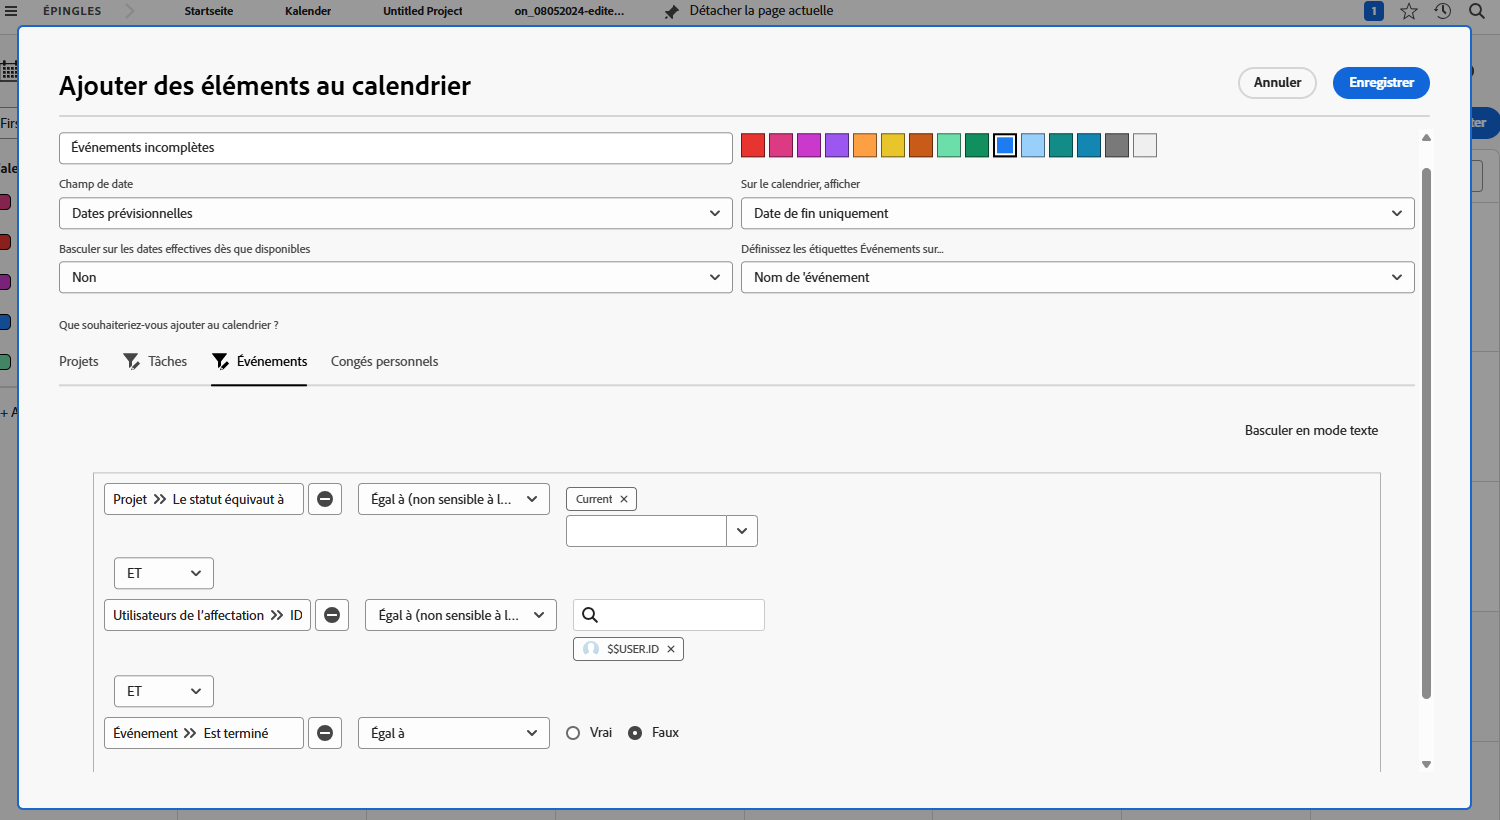 ÉPINGLES Startseite Kalender Untitled Project on_08052024-edite... Détacher la page actuelle 1
Ajouter des éléments au calendrier
Annuler Enregistrer
Événements incomplètes
Champ de date Sur le calendrier, afficher
Dates prévisionnelles Date de fin uniquement
Basculer sur les dates effectives dès que disponibles Définissez les étiquettes Événements sur...
Non Nom de 'événement
Que souhaiteriez-vous ajouter au calendrier ?
Projets Tâches Événements Congés personnels
Basculer en mode texte
Projet Le statut équivaut à Égal à (non sensible à l... Current
ET
Utilisateurs de l'affectation ID Égal à (non sensible à l...
$$USER.ID
ET
Événement Est terminé Égal à Vrai Faux